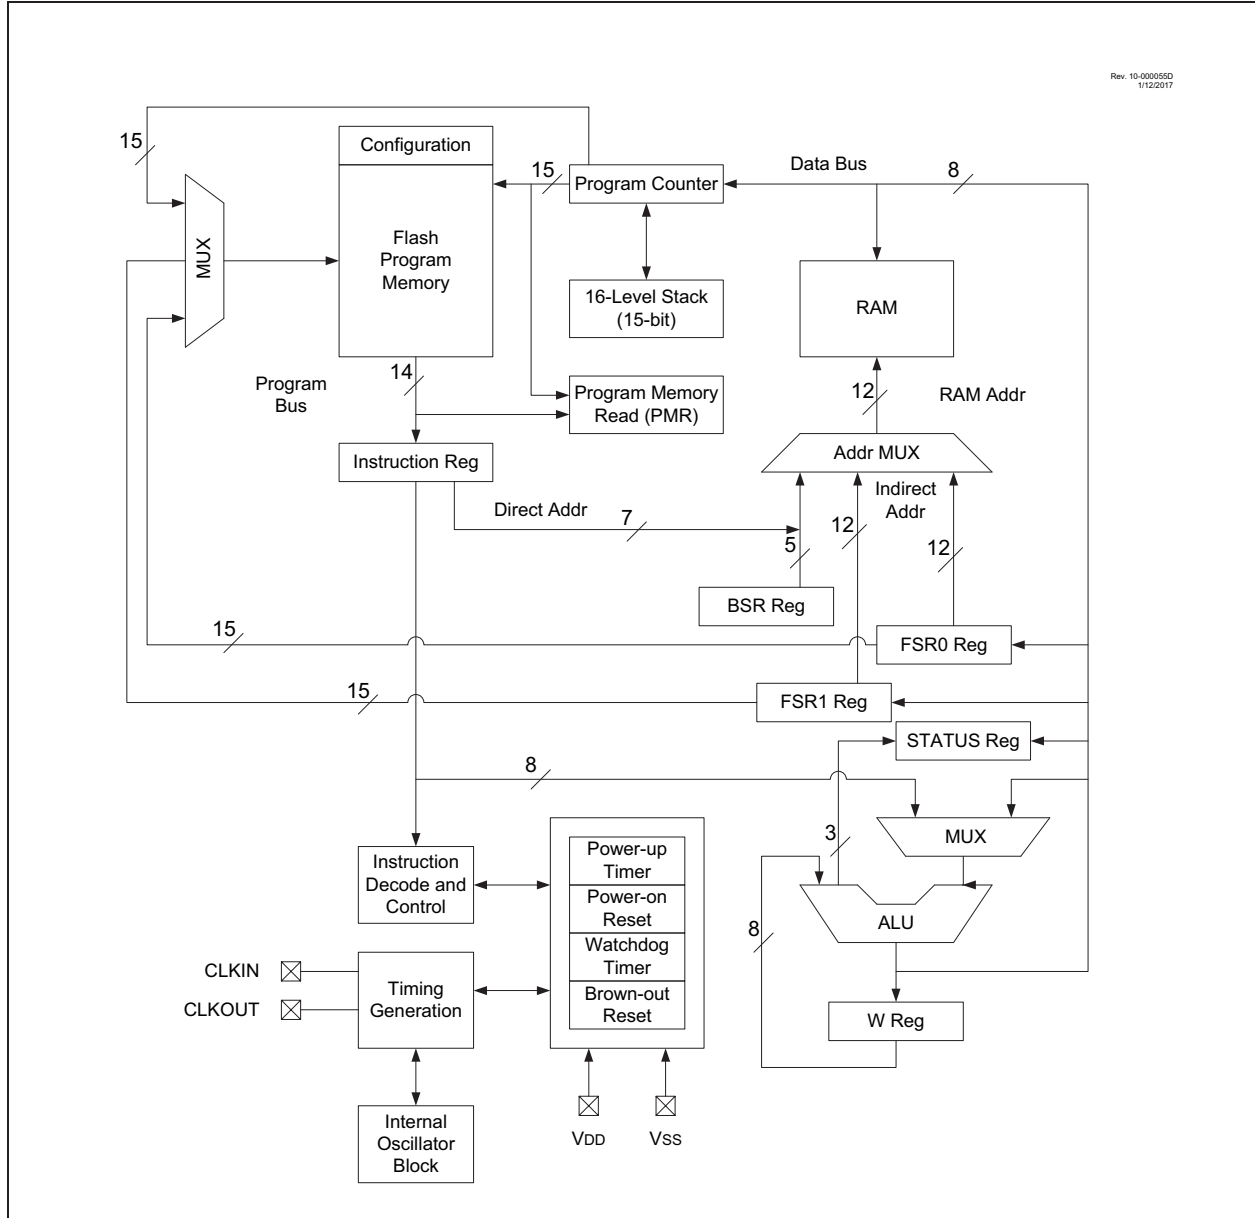 Rev. 10-000055D
1/12/2017
15
Configuration
15
Program Counter
Data Bus
8
MUX
Flash
Program
Memory
16-Level Stack
(15-bit)
RAM
14
Program
Bus
Program Memory
Read (PMR)
12
RAM Addr
Instruction Reg
Addr MUX
Direct Addr
7
Indirect
Addr
12
5
12
BSR Reg
15
FSR0 Reg
15
FSR1 Reg
STATUS Reg
8
3
MUX
Power-up
Timer
Instruction
Decode and
Control
Power-on
Reset
ALU
8
Watchdog
Timer
CLKIN
CLKOUT
Timing
Generation
Brown-out
Reset
W Reg
Internal
Oscillator
Block
VDD
VSS